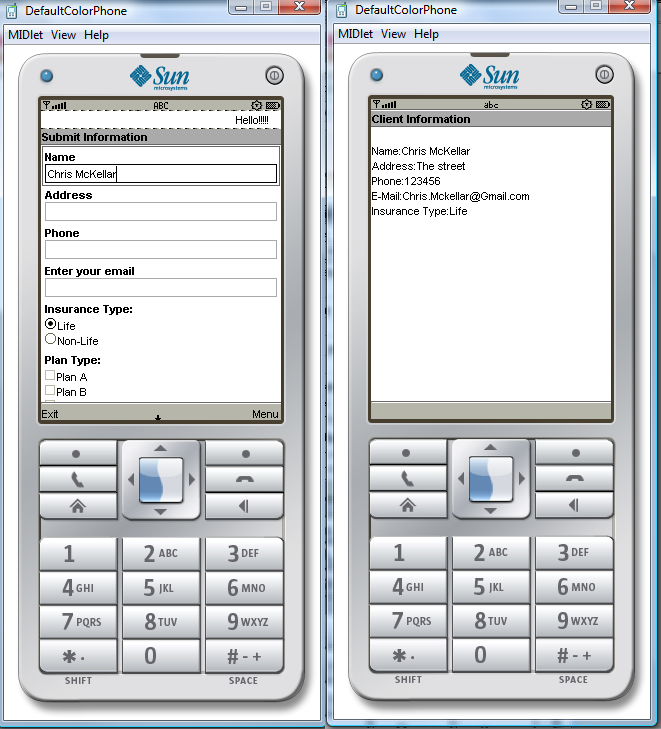 DefaultColorPhone
MIDlet View Help
Sun
microsystems
ABC
Hello!!!!!
Submit Information
Name
Chris McKellar
Address
Phone
Enter your email
Insurance Type:
Life
Non-Life
Plan Type:
Plan A
Plan B
Exit Menu
1 2 ABC 3 DEF
4 GHI 5 JKL 6 MNO
7 PQRS 8 TUV 9 WXYZ
* . 0 # - +
SHIFT SPACE
DefaultColorPhone
MIDlet View Help
Sun
microsystems
abc
Client Information
Name:Chris McKellar
Address:The street
Phone:123456
E-Mail:Chris.Mckellar@Gmail.com
Insurance Type:Life
1 2 ABC 3 DEF
4 GHI 5 JKL 6 MNO
7 PQRS 8 TUV 9 WXYZ
* . 0 # - +
SHIFT SPACE